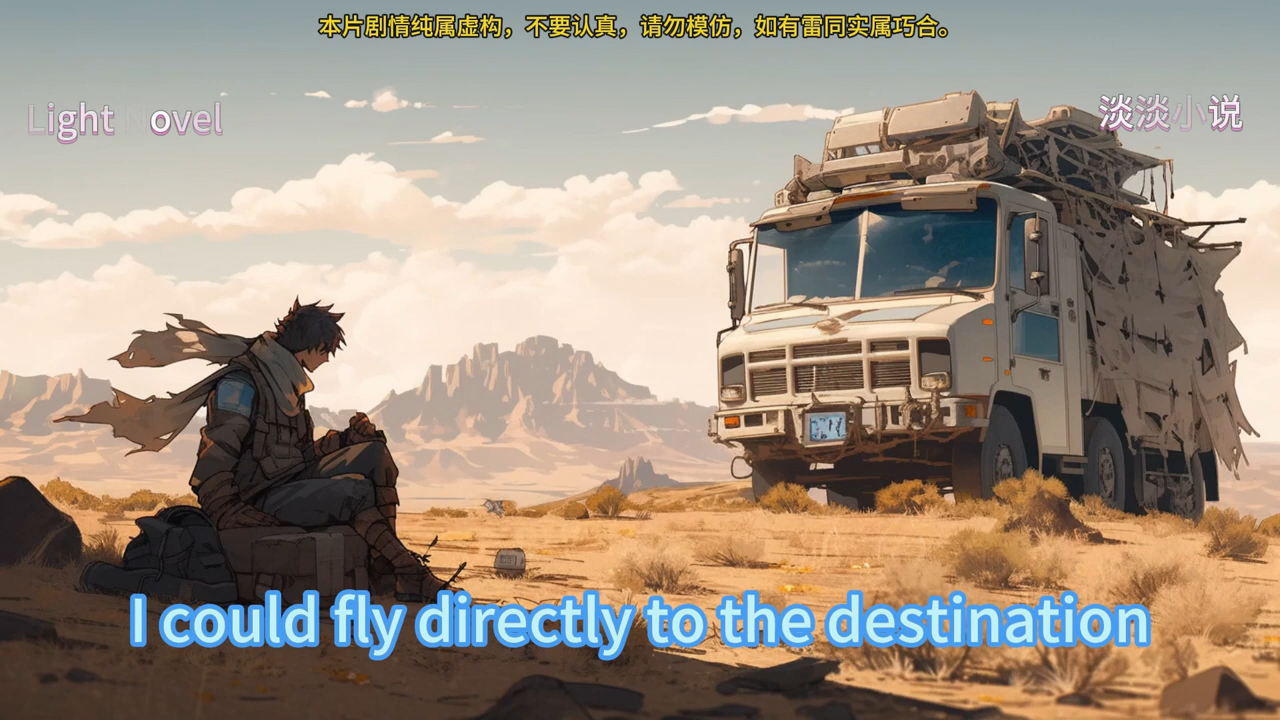 本片剧情纯属虚构，不要认真，请勿模仿，如有雷同实属巧合。
Light Novel
淡淡小说
I could fly directly to the destination